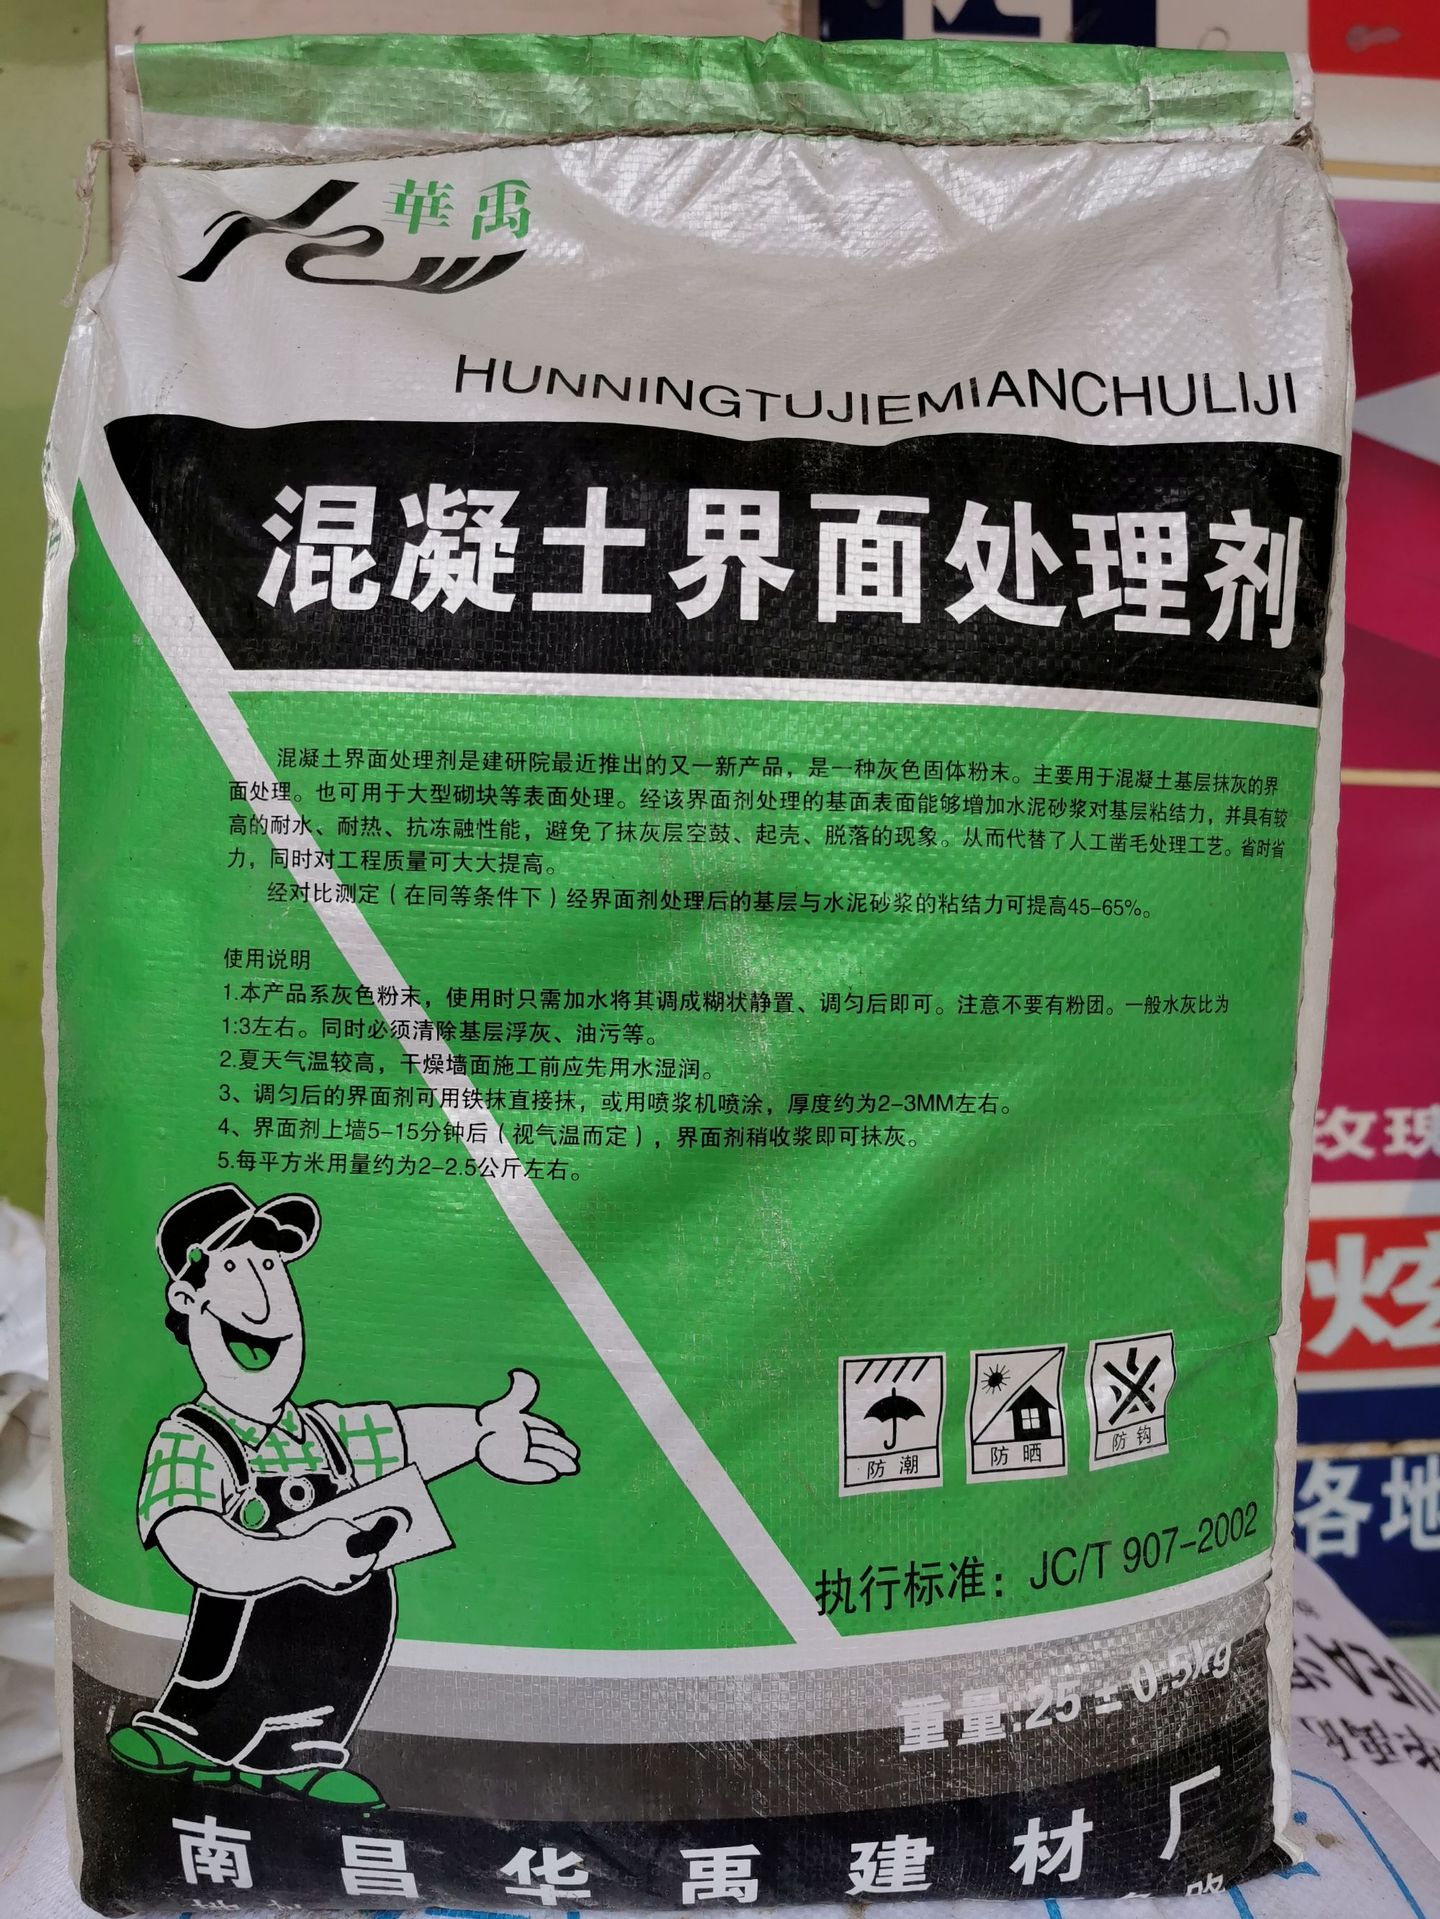 華禹
HUNNINGTUJIEMIANCHULIJI
混凝土界面处理剂
混凝土界面处理剂是建研院最近推出的又一新产品，是一种灰色固体粉末。主要用于混凝土基层抹灰的界
面处理。也可用于大型砌块等表面处理。经该界面剂处理的基面表面能够增加水泥砂浆对基层粘结力，并具有较
高的耐水、耐热、抗冻融性能，避免了抹灰层空鼓、起壳、脱落的现象。从而代替了人工凿毛处理工艺。省时省
力，同时对工程质量可大大提高。
经对比测定（在同等条件下）经界面剂处理后的基层与水泥砂浆的粘结力可提高45-65%。
使用说明
1.本产品系灰色粉末，使用时只需加水将其调成糊状静置、调匀后即可。注意不要有粉团。一般水灰比为
1:3左右。同时必须清除基层浮灰、油污等。
2.夏天气温较高，干燥墙面施工前应先用水湿润。
3、调匀后的界面剂可用铁抹直接抹，或用喷浆机喷涂，厚度约为2-3MM左右。
4、界面剂上墙5-15分钟后（视气温而定），界面剂稍收浆即可抹灰。
5.每平方米用量约为2-2.5公斤左右。
防潮
防晒
防钩
执行标准：JC/T 907-2002
重量:25±0.5kg
南昌华禹建材厂
玫瑰
炫
各地